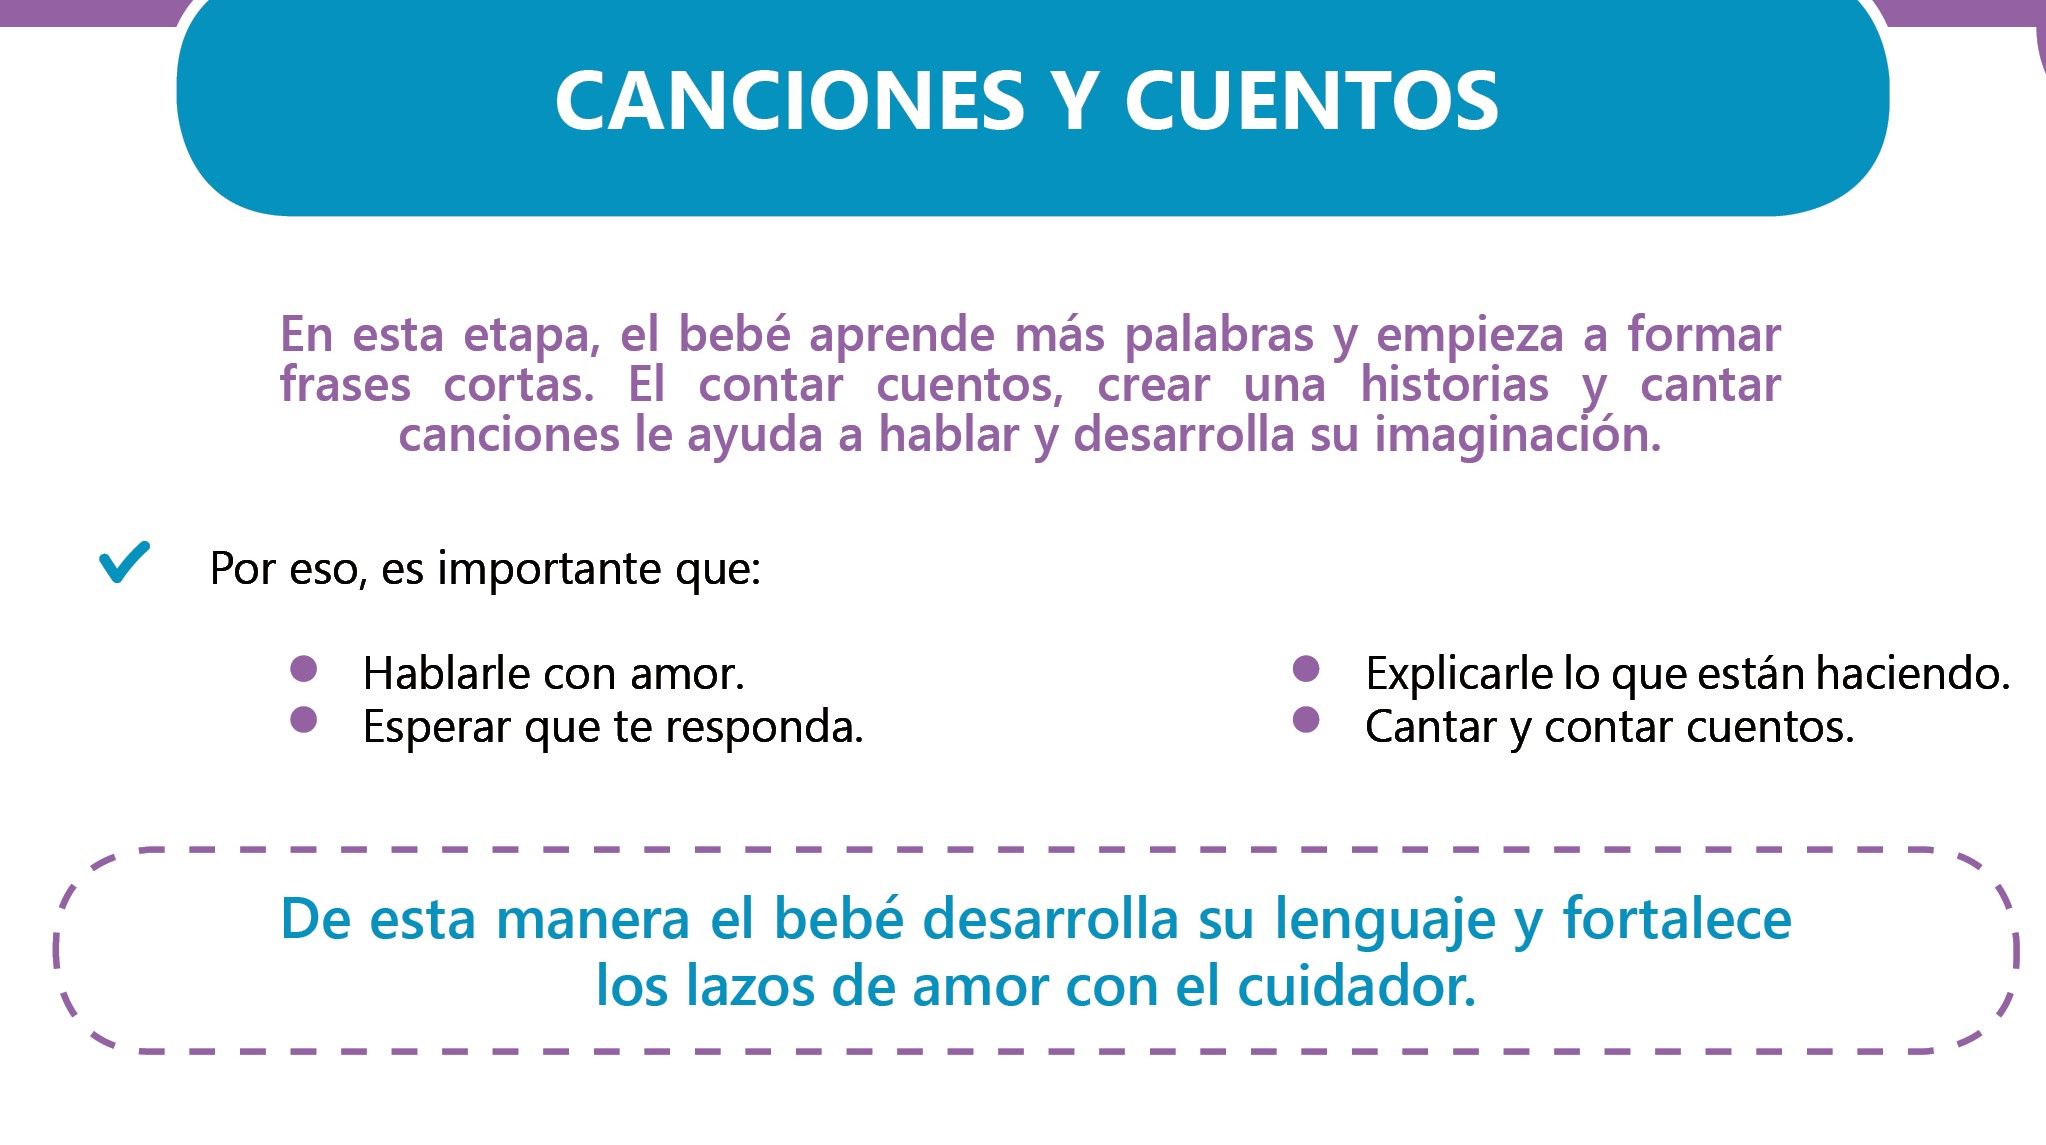 CANCIONES Y CUENTOS
En esta etapa, el bebé aprende más palabras y empieza a formar
frases cortas. El contar cuentos, crear una historias y cantar
canciones le ayuda a hablar y desarrolla su imaginación.
Por eso, es importante que:
Hablarle con amor.
Esperar que te responda.
Explicarle lo que están haciendo.
Cantar y contar cuentos.
De esta manera el bebé desarrolla su lenguaje y fortalece
los lazos de amor con el cuidador.